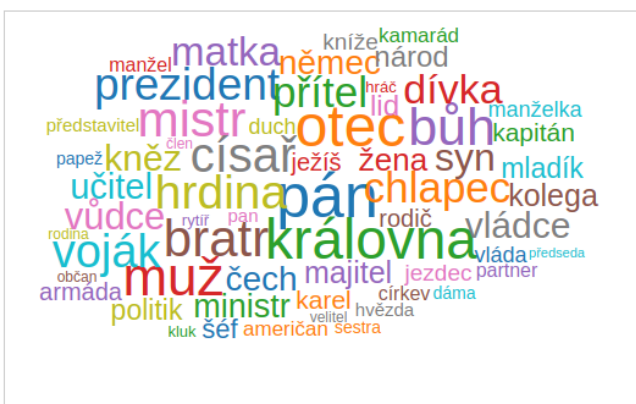 kníže kamarád
matka národ
manžel němec
prezident přítel hráč dívka
mistr lid manželka
představitel duch otec bůh kapitán
člen
papež kněz císař ježíš žena syn mladík
učitel hrdina pán chlapec kolega
vůdce rytíř pan rodič vládce
rodina bratr královna
voják vláda předseda
občan muž čech majitel jezdec partner
armáda karel církev dáma
politik ministr velitel hvězda
kluk šéf američan sestra